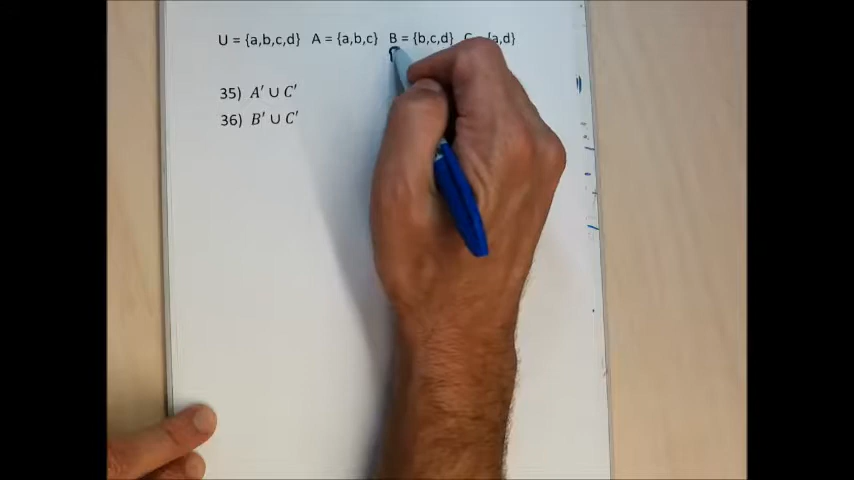 U = {a,b,c,d} A = {a,b,c} B = {b,c,d} C = {a,d}
35) A′ ∪ C′
36) B′ ∪ C′